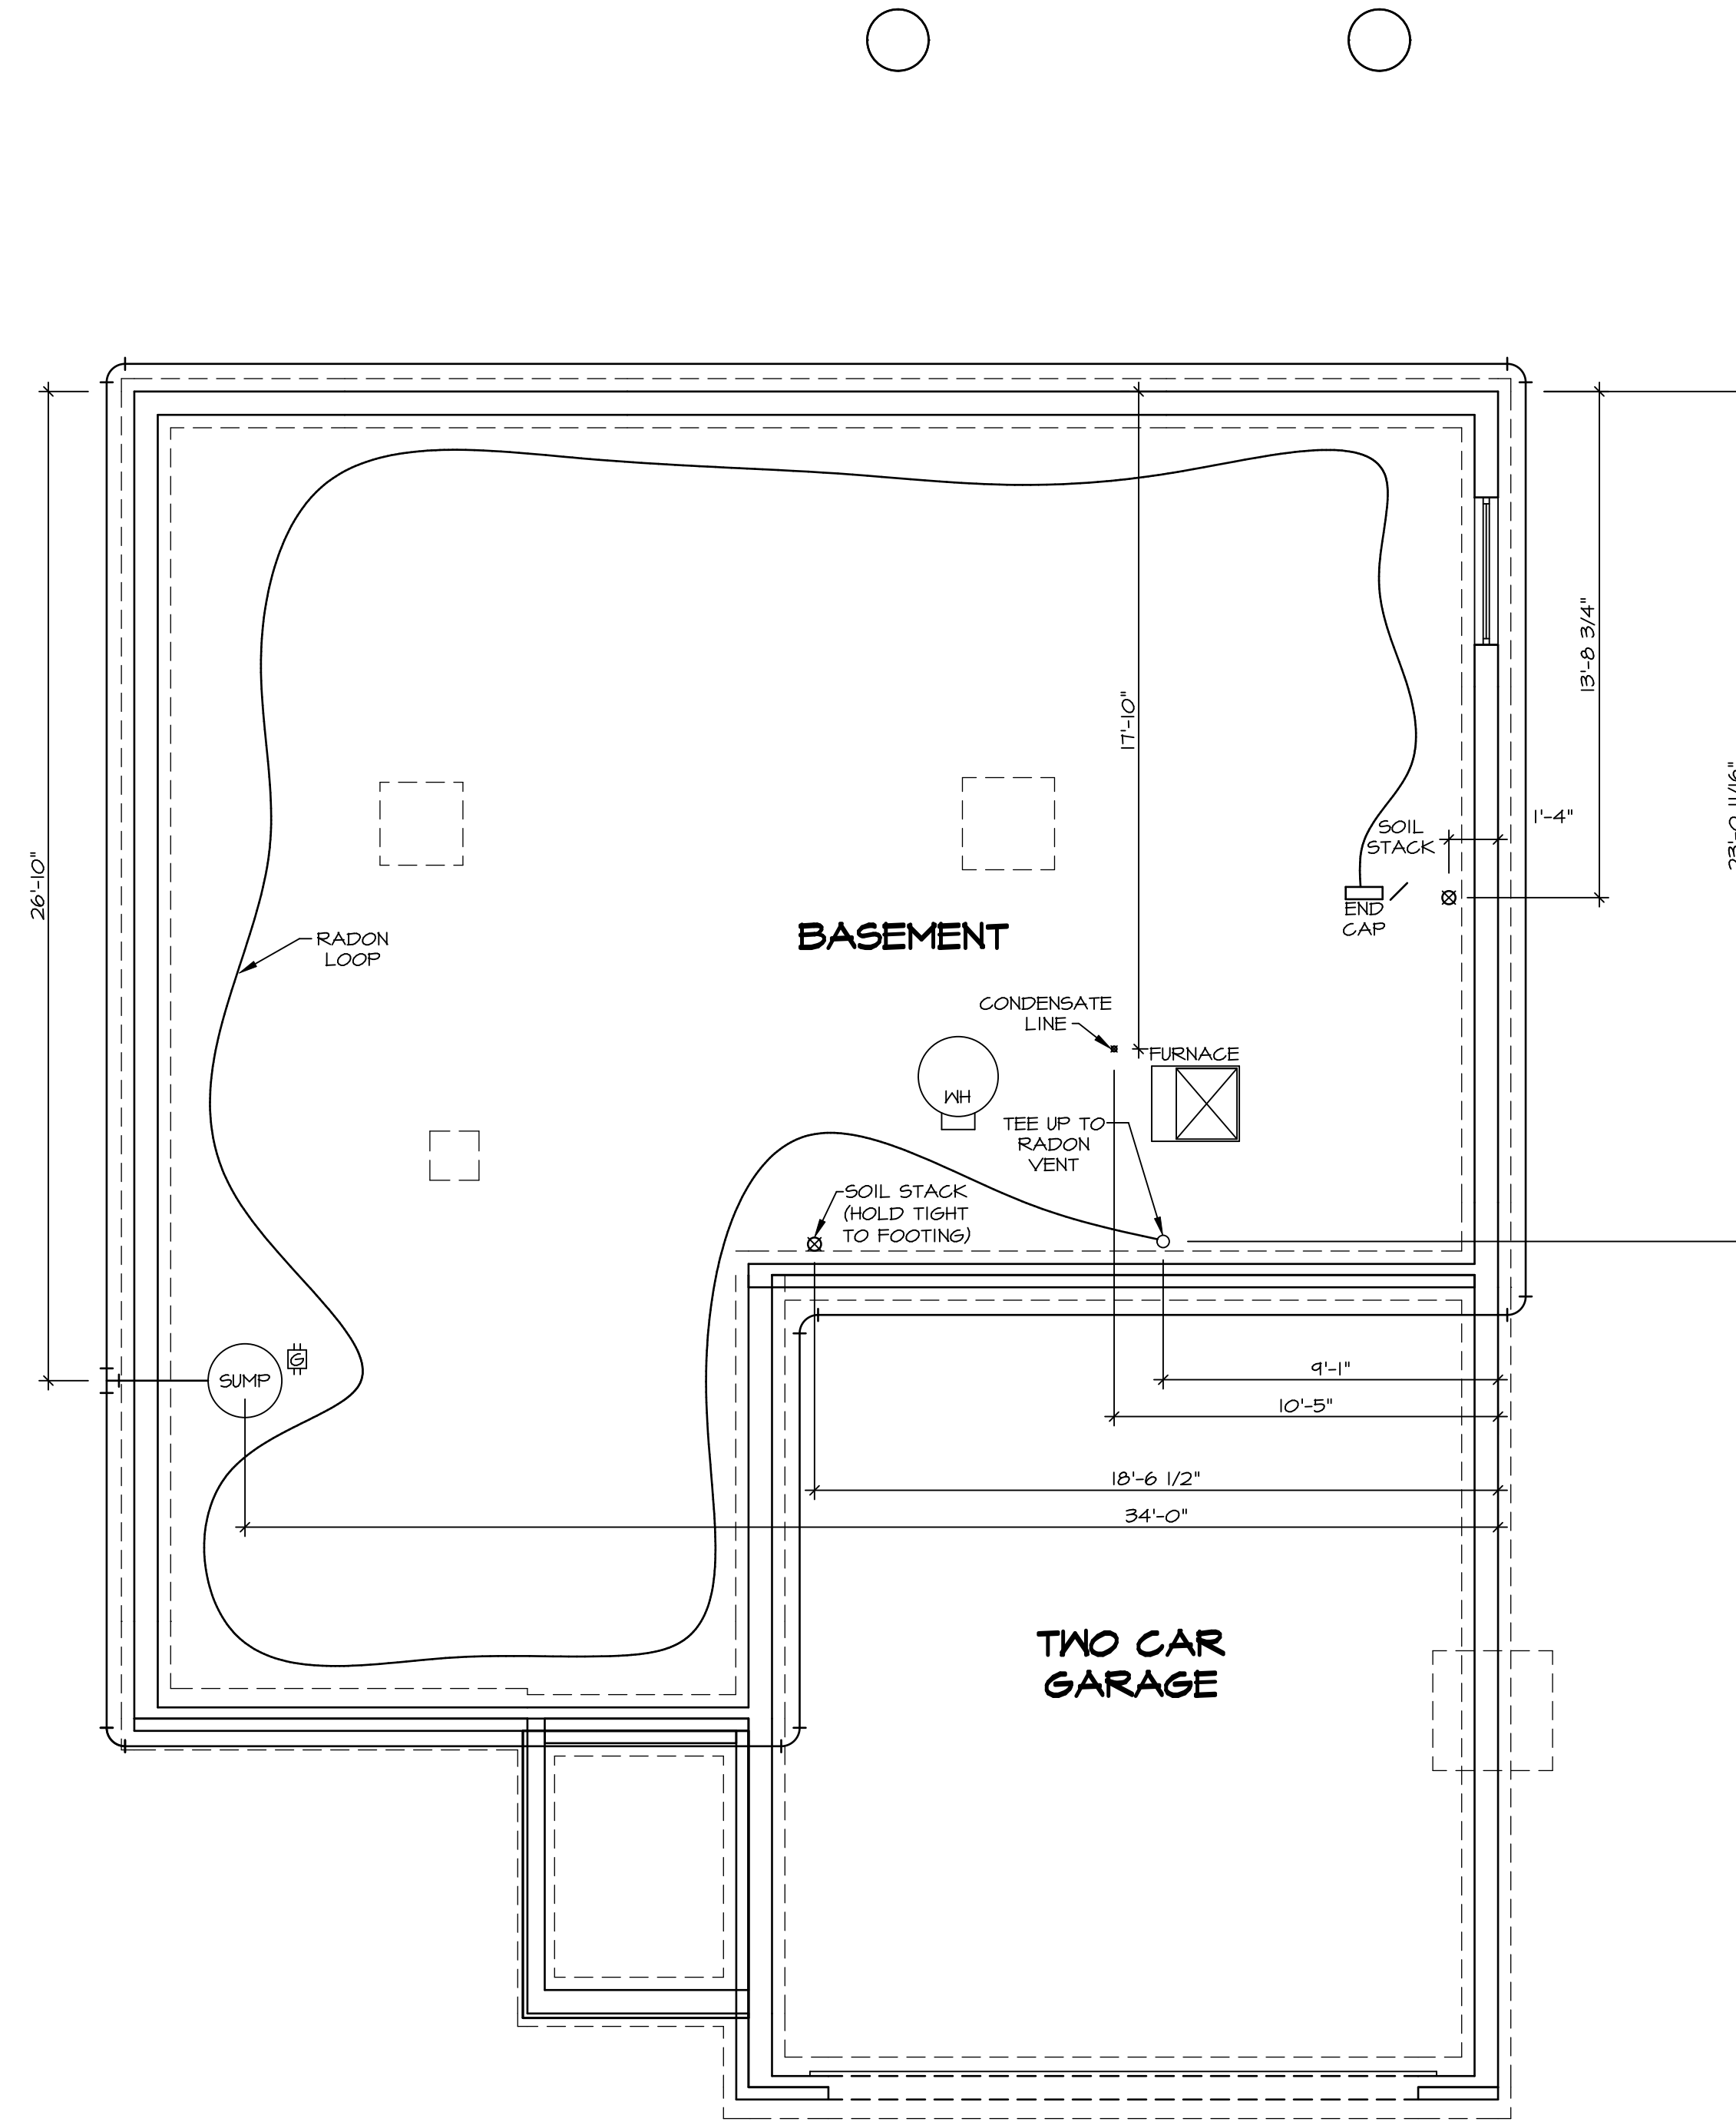 13'-8 3/4"
17'-10"
1'-4"
SOIL
STACK
26'-10"
END
CAP
BASEMENT
RADON
LOOP
CONDENSATE
LINE
FURNACE
WH
TEE UP TO
RADON
VENT
SOIL STACK
(HOLD TIGHT
TO FOOTING)
G
SUMP
9'-1"
10'-5"
18'-6 1/2"
34'-0"
TWO CAR
GARAGE